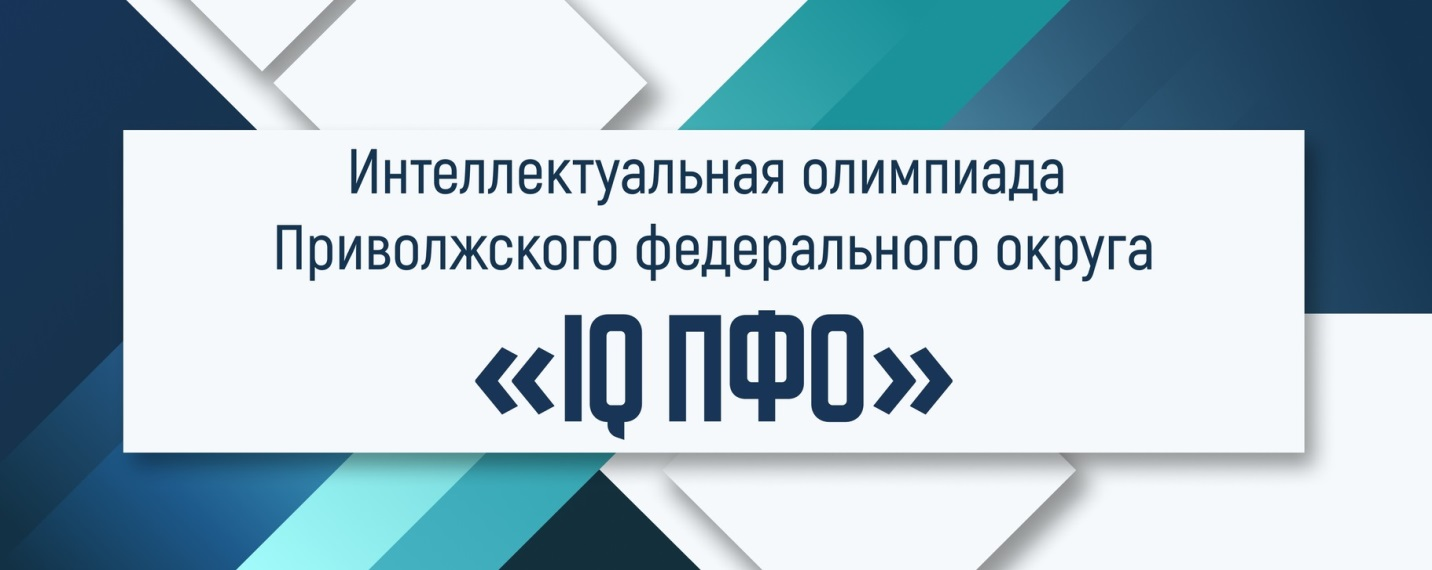 Интеллектуальная олимпиада
Приволжского федерального округа
«IQ ПФО»